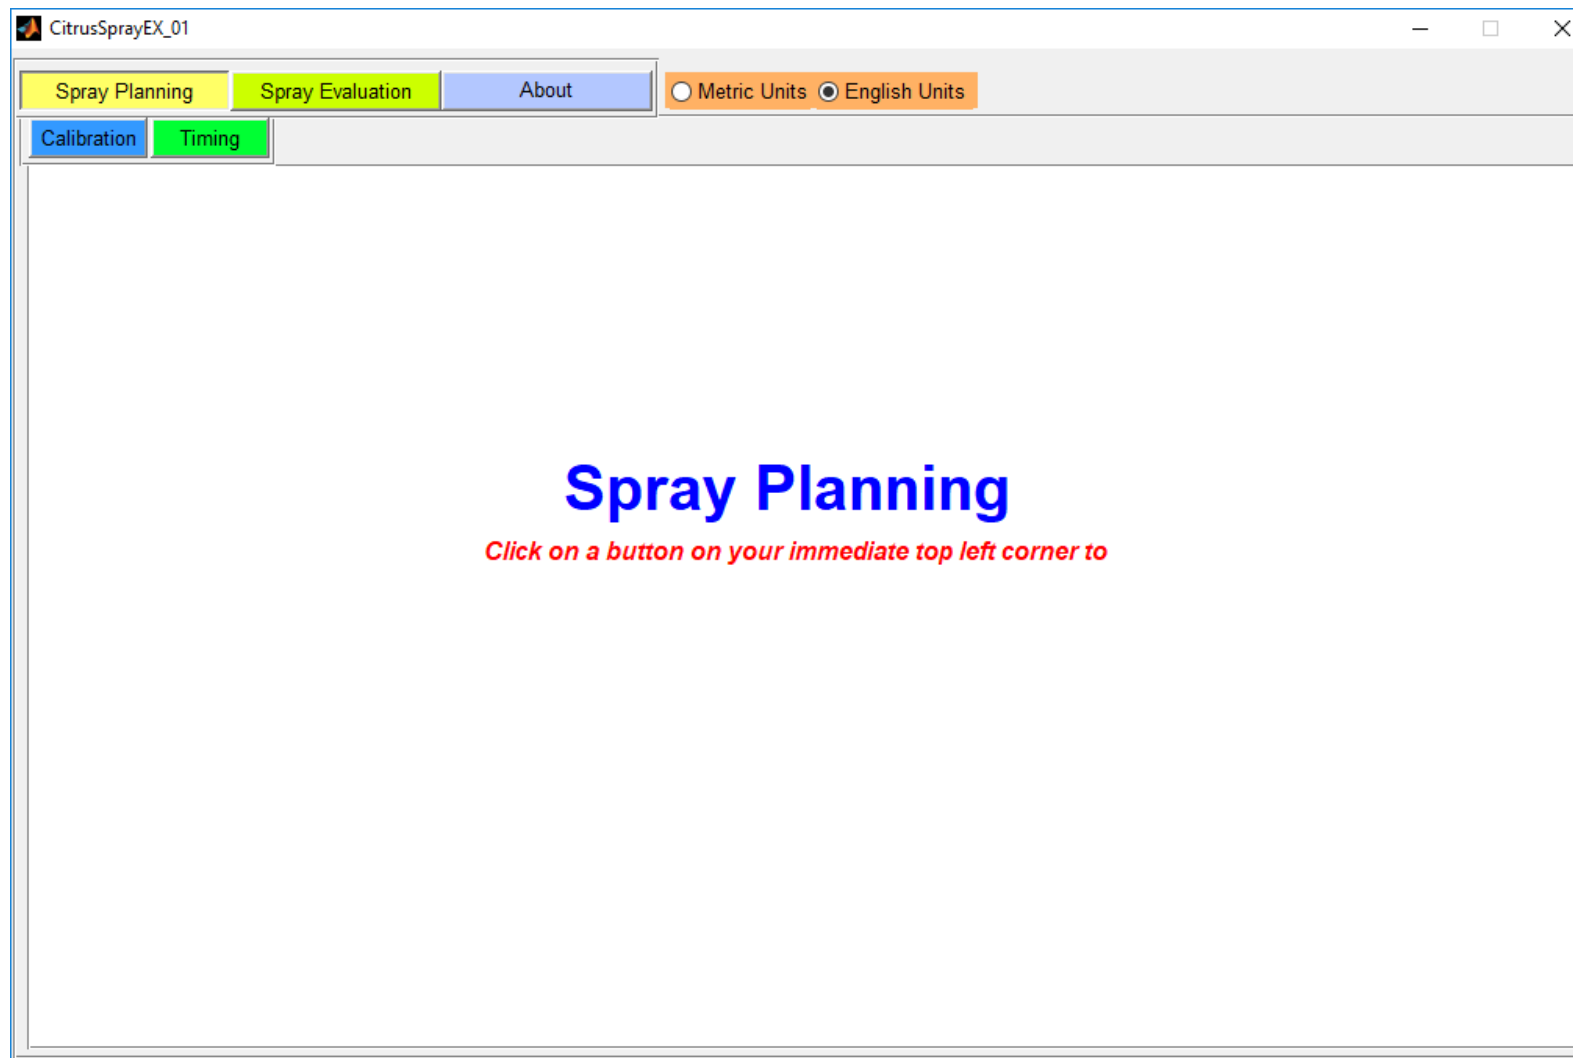 CitrusSprayEX_01
Spray Planning Spray Evaluation About Metric Units English Units
Calibration Timing
Spray Planning
Click on a button on your immediate top left corner to